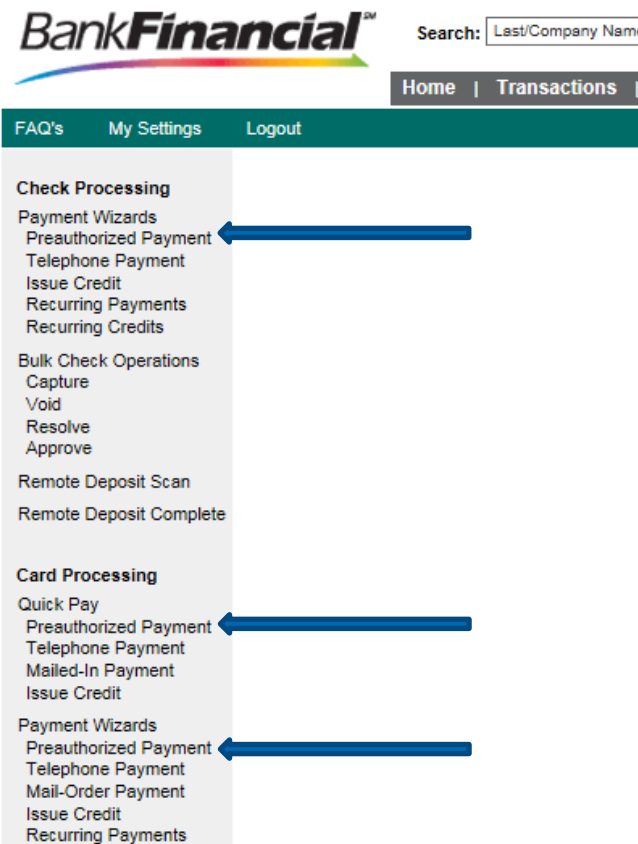 BankFinancial℠
Search: Last/Company Name
Home | Transactions |
FAQ's My Settings Logout
Check Processing
Payment Wizards
Preauthorized Payment
Telephone Payment
Issue Credit
Recurring Payments
Recurring Credits
Bulk Check Operations
Capture
Void
Resolve
Approve
Remote Deposit Scan
Remote Deposit Complete
Card Processing
Quick Pay
Preauthorized Payment
Telephone Payment
Mailed-In Payment
Issue Credit
Payment Wizards
Preauthorized Payment
Telephone Payment
Mail-Order Payment
Issue Credit
Recurring Payments